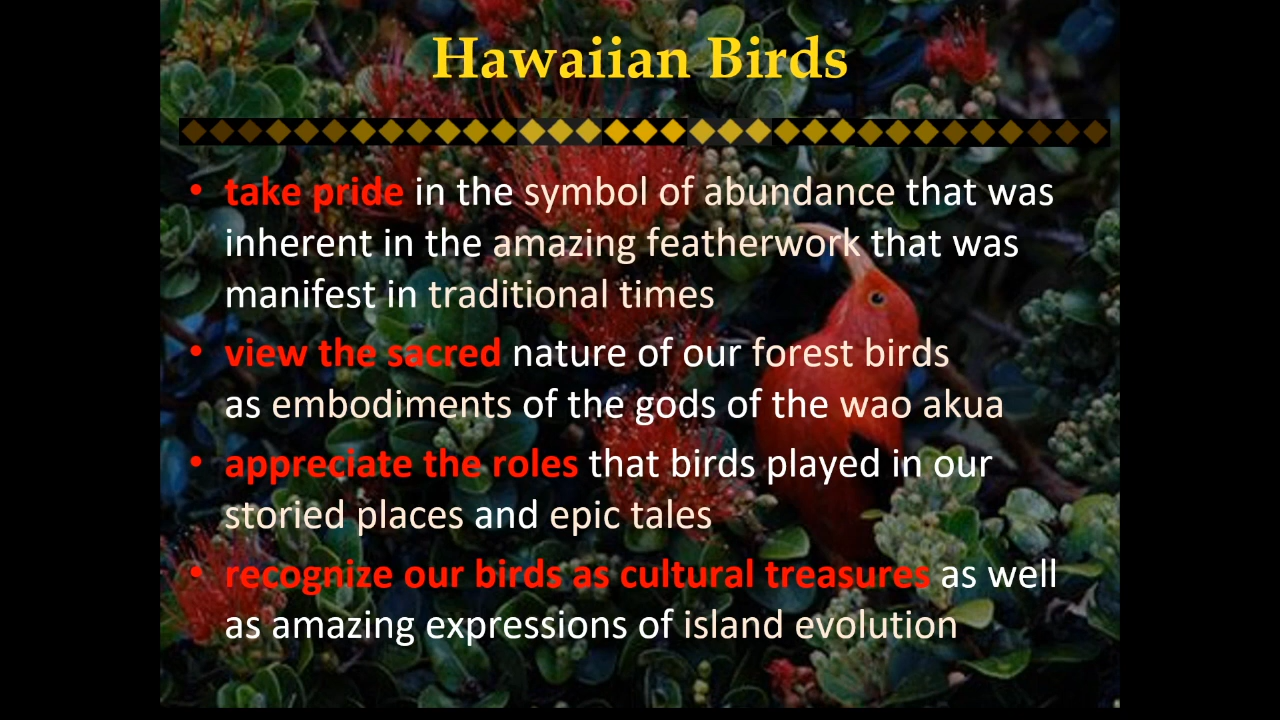 Hawaiian Birds
• take pride in the symbol of abundance that was
inherent in the amazing featherwork that was
manifest in traditional times
• view the sacred nature of our forest birds
as embodiments of the gods of the wao akua
• appreciate the roles that birds played in our
storied places and epic tales
• recognize our birds as cultural treasures as well
as amazing expressions of island evolution